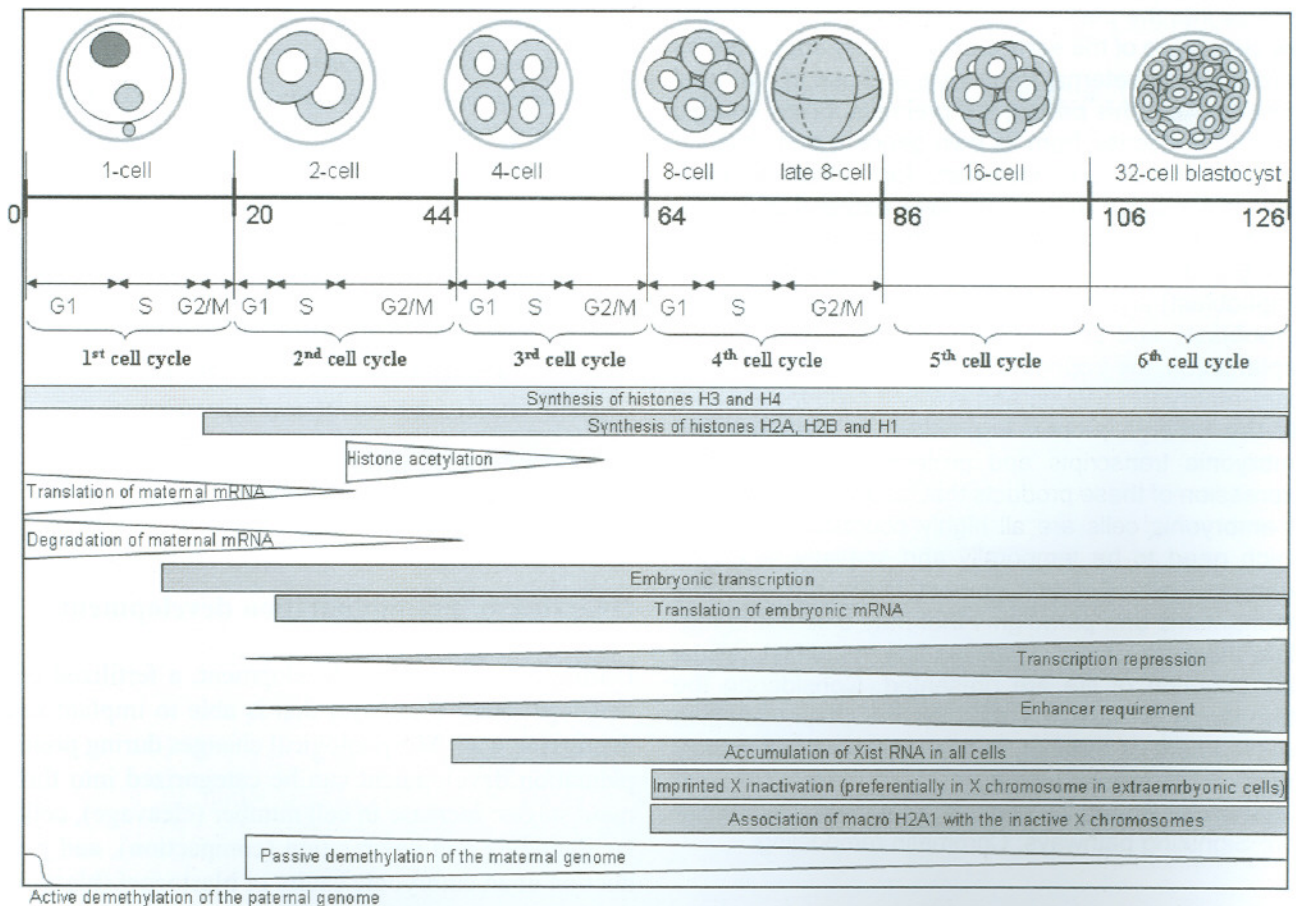 1-cell 2-cell 4-cell 8-cell late 8-cell 16-cell 32-cell blastocyst
0 20 44 64 86 106 126
G1 S G2/M G1 S G2/M G1 S G2/M G1 S G2/M
1st cell cycle 2nd cell cycle 3rd cell cycle 4th cell cycle 5th cell cycle 6th cell cycle
Synthesis of histones H3 and H4
Synthesis of histones H2A, H2B and H1
Histone acetylation
Translation of maternal mRNA
Degradation of maternal mRNA
Embryonic transcription
Translation of embryonic mRNA
Transcription repression
Enhancer requirement
Accumulation of Xist RNA in all cells
Imprinted X inactivation (preferentially in X chromosome in extraemrbyonic cells)
Association of macro H2A1 with the inactive X chromosomes
Passive demethylation of the maternal genome
Active demethylation of the paternal genome